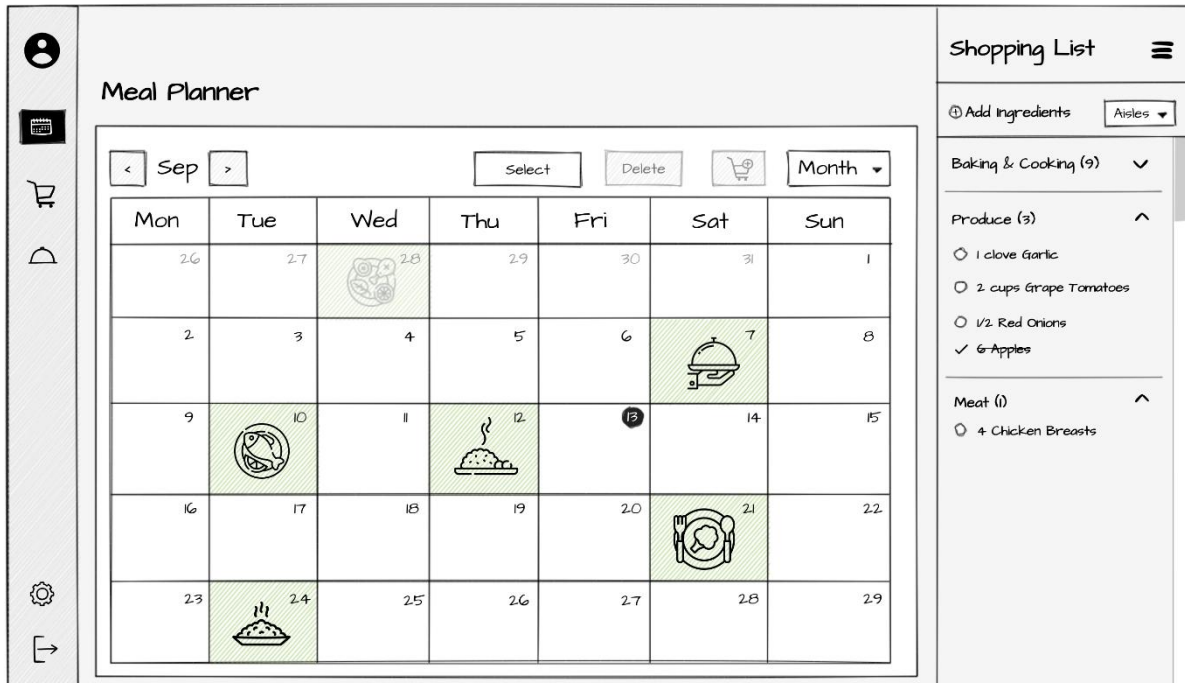 Shopping List
Meal Planner
Add Ingredients
Aisles
< Sep >
Select
Delete
Month
Mon Tue Wed Thu Fri Sat Sun
26 27 28 29 30 31 1
2 3 4 5 6 7 8
9 10 11 12 13 14 15
16 17 18 19 20 21 22
23 24 25 26 27 28 29
Baking & Cooking (9)
Produce (3)
1 clove Garlic
2 cups Grape Tomatoes
1/2 Red Onions
6 Apples
Meat (1)
4 Chicken Breasts